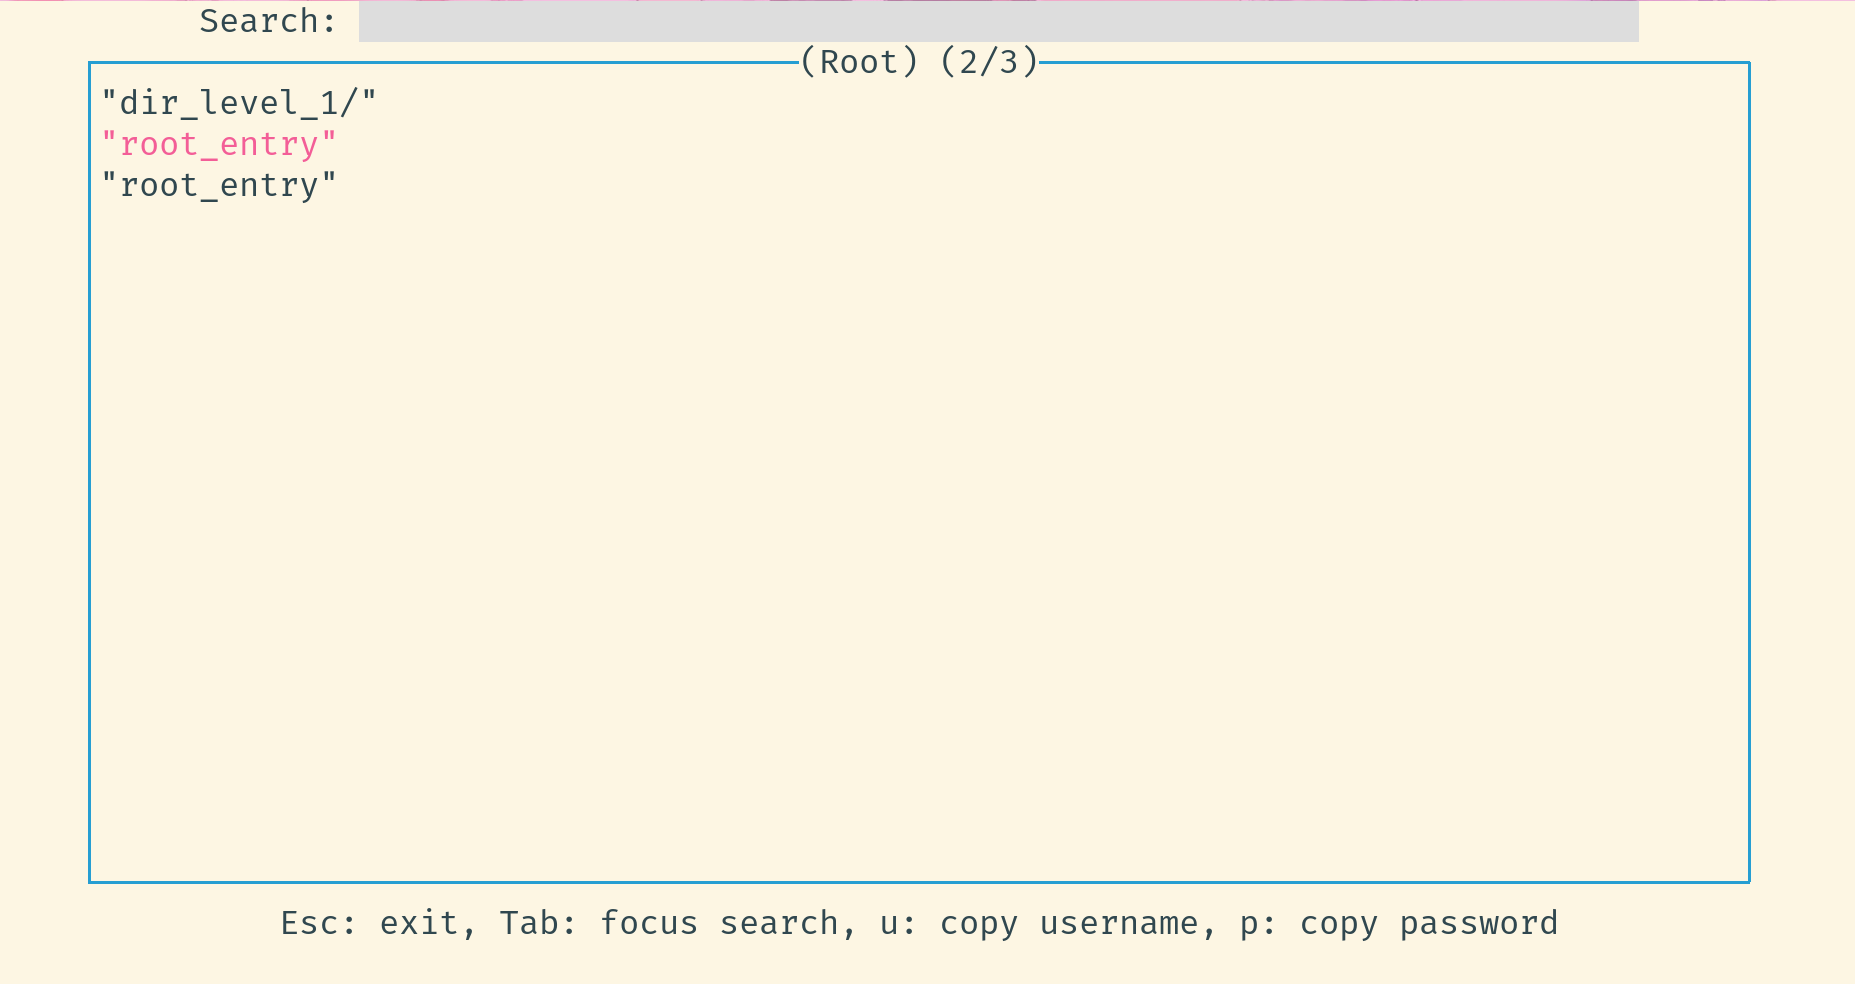 Search:
(Root) (2/3)
"dir_level_1/"
"root_entry"
"root_entry"
Esc: exit, Tab: focus search, u: copy username, p: copy password